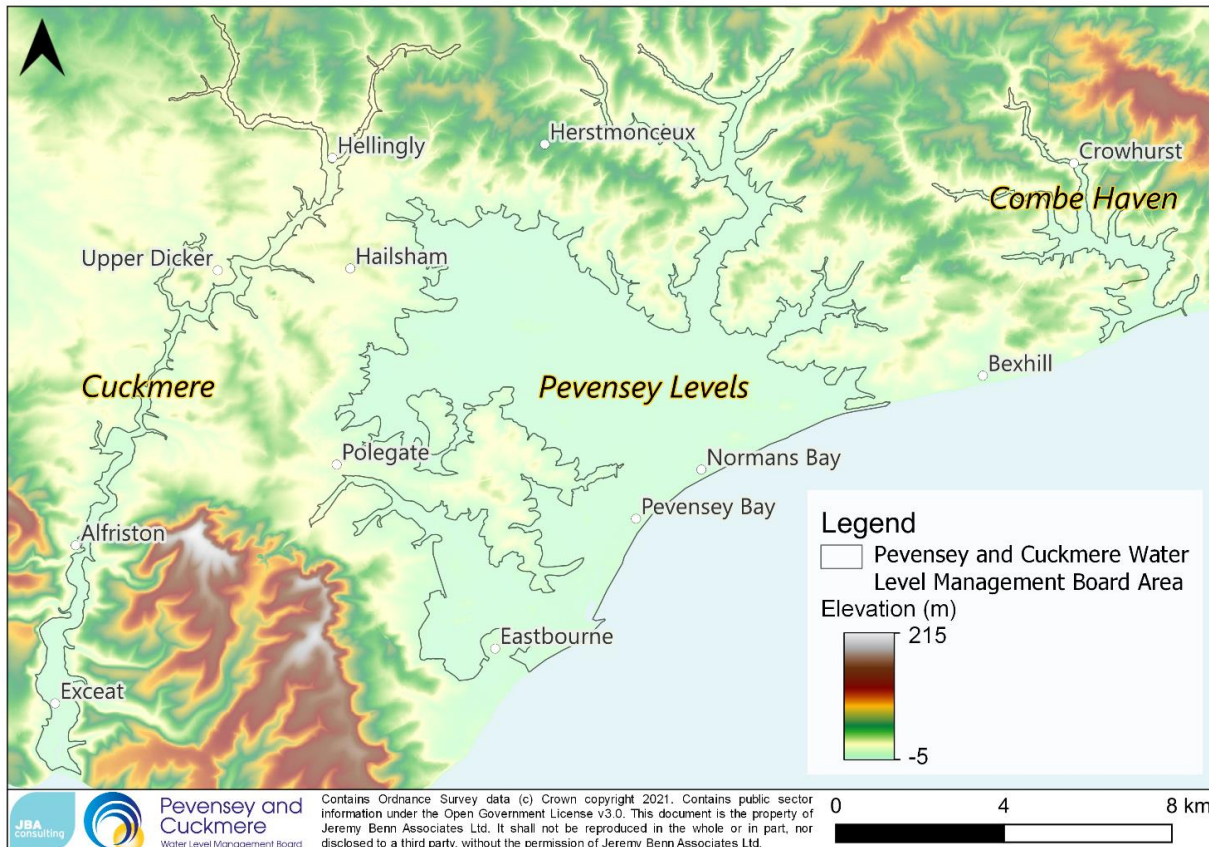 Hellingly
Herstmonceux
Crowhurst
Combe Haven
Upper Dicker
Hailsham
Cuckmere
Pevensey Levels
Bexhill
Polegate
Normans Bay
Pevensey Bay
Alfriston
Eastbourne
Exceat
Legend
Pevensey and Cuckmere Water
Level Management Board Area
Elevation (m)
215
-5
JBA
consulting
Pevensey and
Cuckmere
Water Level Management Board
Contains Ordnance Survey data (c) Crown copyright 2021. Contains public sector
information under the Open Government License v3.0. This document is the property of
Jeremy Benn Associates Ltd. It shall not be reproduced in the whole or in part, nor
disclosed to a third party, without the permission of Jeremy Benn Associates Ltd.
0 4 8 km